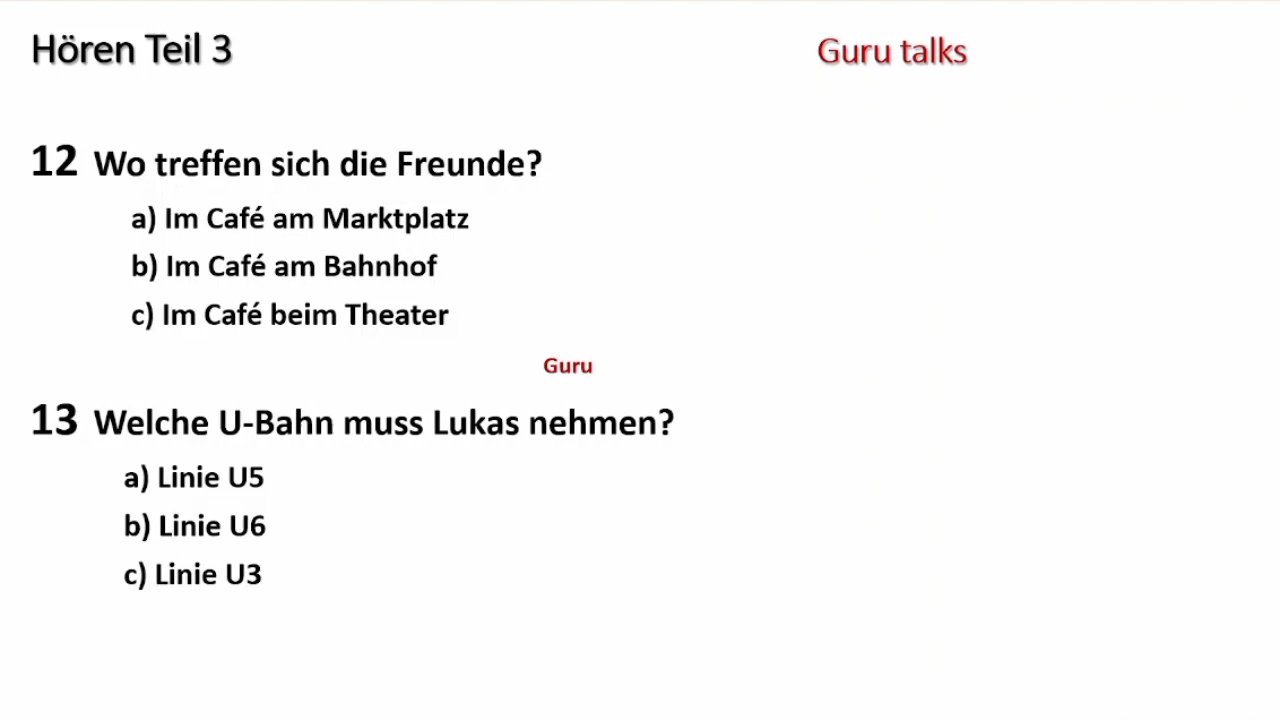 Hören Teil 3
Guru talks
12 Wo treffen sich die Freunde?
a) Im Café am Marktplatz
b) Im Café am Bahnhof
c) Im Café beim Theater
Guru
13 Welche U-Bahn muss Lukas nehmen?
a) Linie U5
b) Linie U6
c) Linie U3